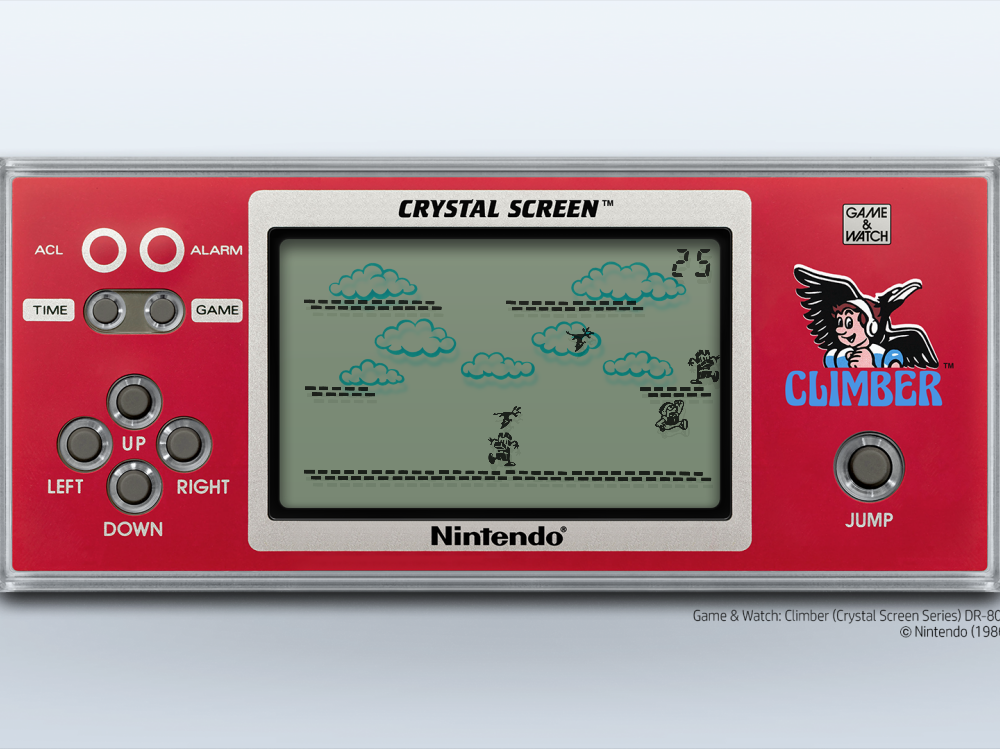 CRYSTAL SCREEN™
GAME
&
WATCH
ACL
ALARM
TIME
GAME
25
CLIMBER™
UP
LEFT
RIGHT
DOWN
JUMP
Nintendo®
Game & Watch: Climber (Crystal Screen Series) DR-80
© Nintendo (198